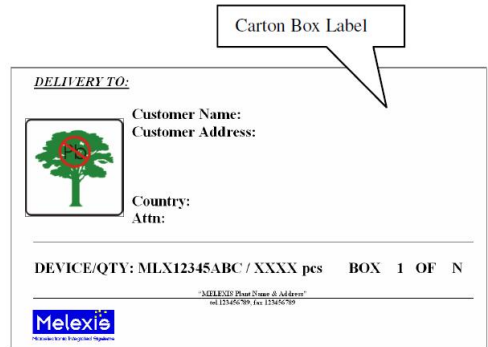 Carton Box Label
DELIVERY TO:
Customer Name:
Customer Address:
Pb
Country:
Attn:
DEVICE/QTY: MLX12345ABC / XXXX pcs BOX 1 OF N
"MELEXIS Plant Name & Address"
tel.123456789, fax 123456789
Melexis
Microelectronic Integrated Systems